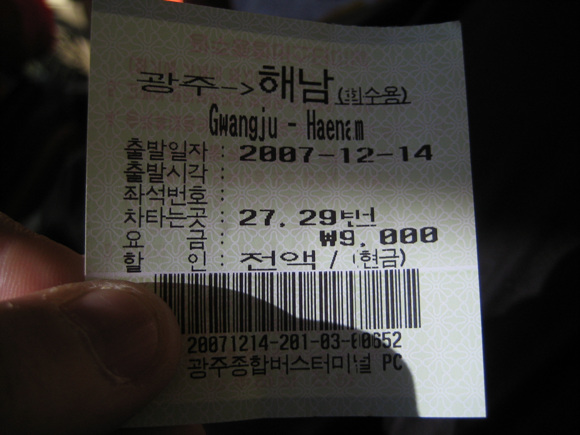 광주->해남(회수용)
Gwangju - Haenam
출발일자 : 2007-12-14
출발시각 :
좌석번호 :
차타는곳 : 27. 29번
요 금 : ₩9.000
할 인 : 전액 / (현금)
20071214-201-03-00652
광주종합버스터미널 PC